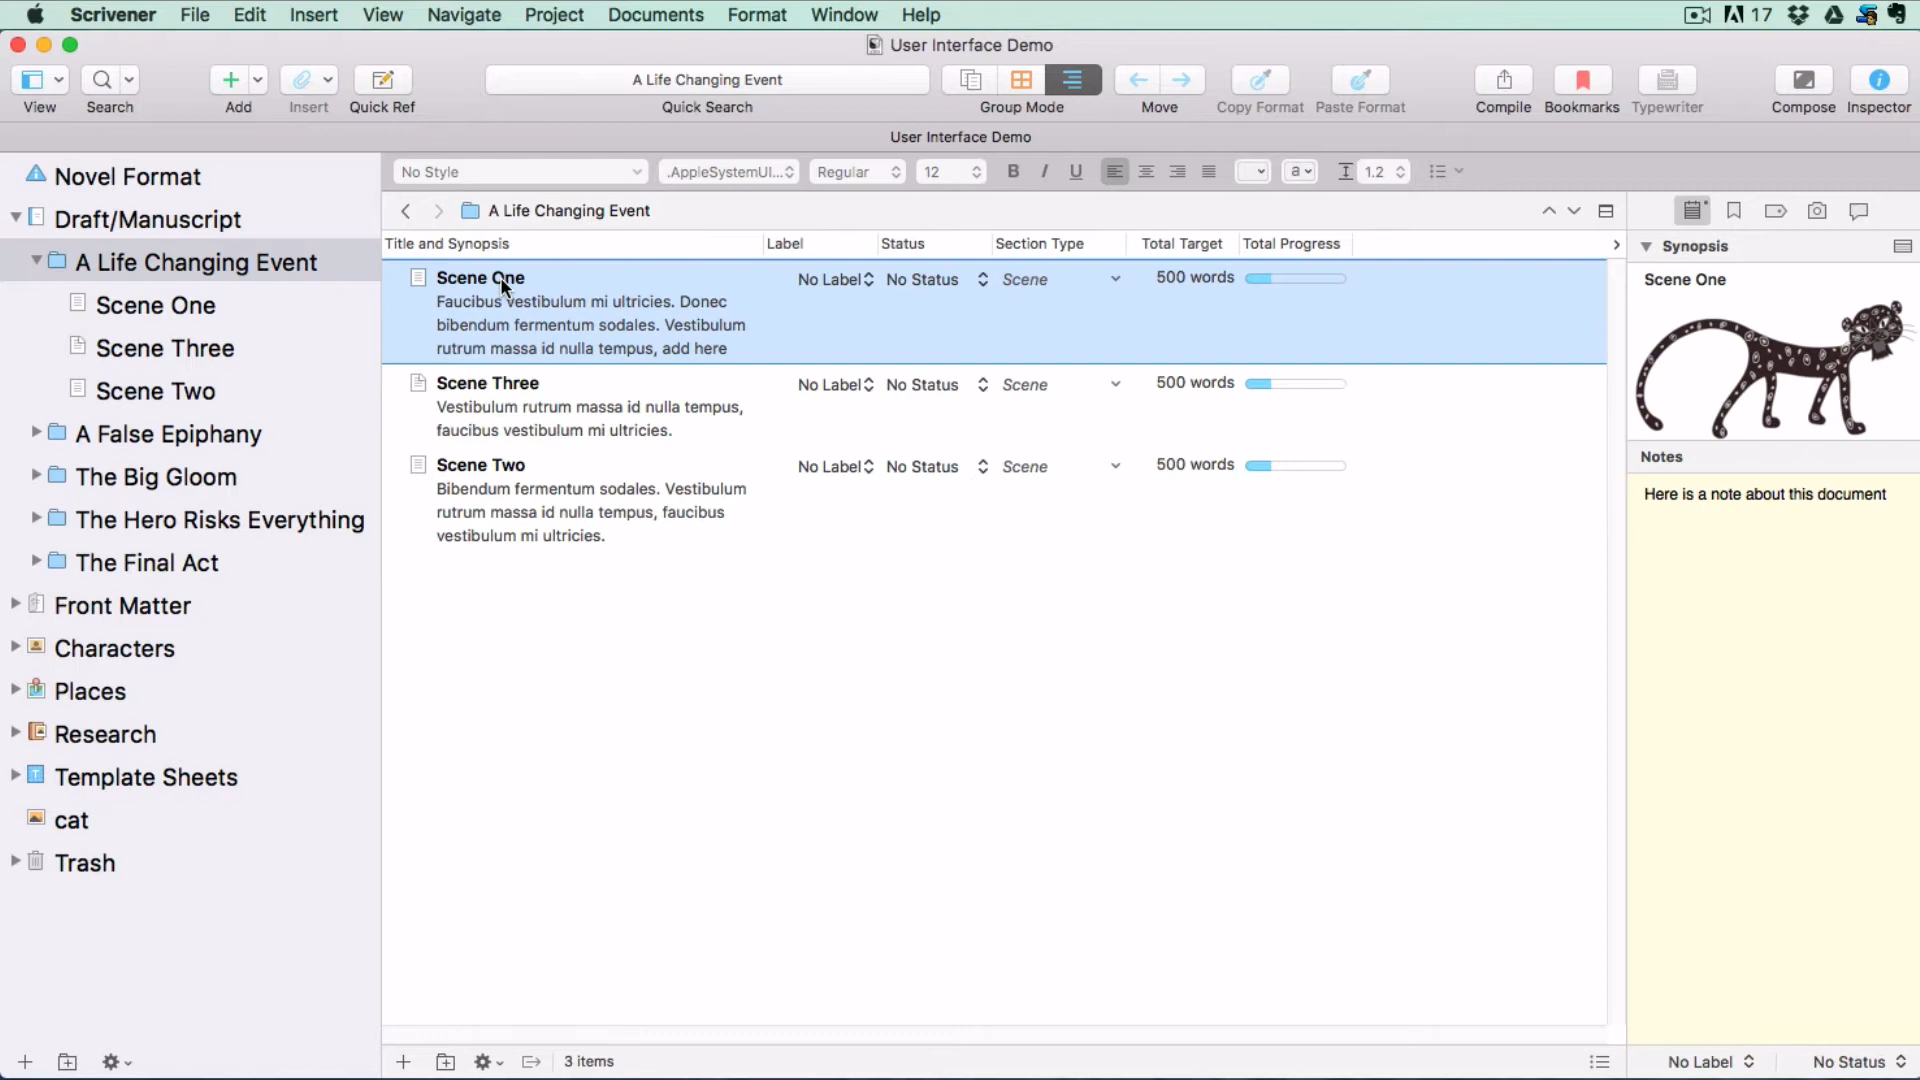 Scrivener File Edit Insert View Navigate Project Documents Format Window Help 17
User Interface Demo
A Life Changing Event
View Search Add Insert Quick Ref Quick Search Group Mode Move Copy Format Paste Format Compile Bookmarks Typewriter Compose Inspector
User Interface Demo
No Style .AppleSystemUI... Regular 12 B I U a 1.2
Novel Format
Draft/Manuscript
A Life Changing Event
Scene One
Scene Three
Scene Two
A False Epiphany
The Big Gloom
The Hero Risks Everything
The Final Act
Front Matter
Characters
Places
Research
Template Sheets
cat
Trash
A Life Changing Event
Title and Synopsis Label Status Section Type Total Target Total Progress
Scene One No Label No Status Scene 500 words
Faucibus vestibulum mi ultricies. Donec
bibendum fermentum sodales. Vestibulum
rutrum massa id nulla tempus, add here
Scene Three No Label No Status Scene 500 words
Vestibulum rutrum massa id nulla tempus,
faucibus vestibulum mi ultricies.
Scene Two No Label No Status Scene 500 words
Bibendum fermentum sodales. Vestibulum
rutrum massa id nulla tempus, faucibus
vestibulum mi ultricies.
3 items
Synopsis
Scene One
Notes
Here is a note about this document
No Label No Status